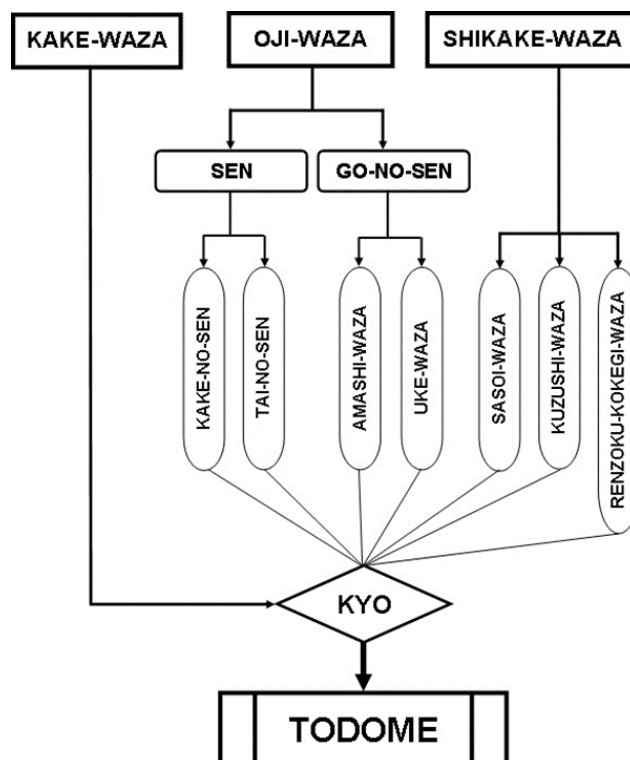 KAKE-WAZA
OJI-WAZA
SHIKAKE-WAZA
SEN
GO-NO-SEN
KAKE-NO-SEN
TAI-NO-SEN
AMASHI-WAZA
UKE-WAZA
SASOI-WAZA
KUZUSHI-WAZA
RENZOKU-KOKEGI-WAZA
KYO
TODOME